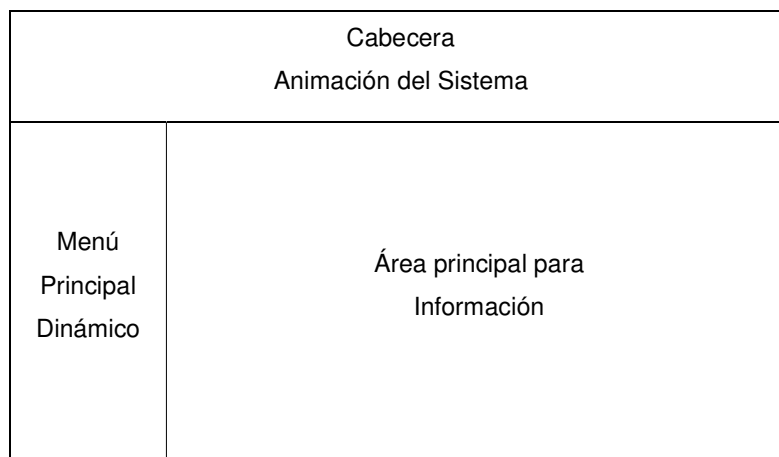 Cabecera
Animación del Sistema
Menú
Principal
Dinámico
Área principal para
Información